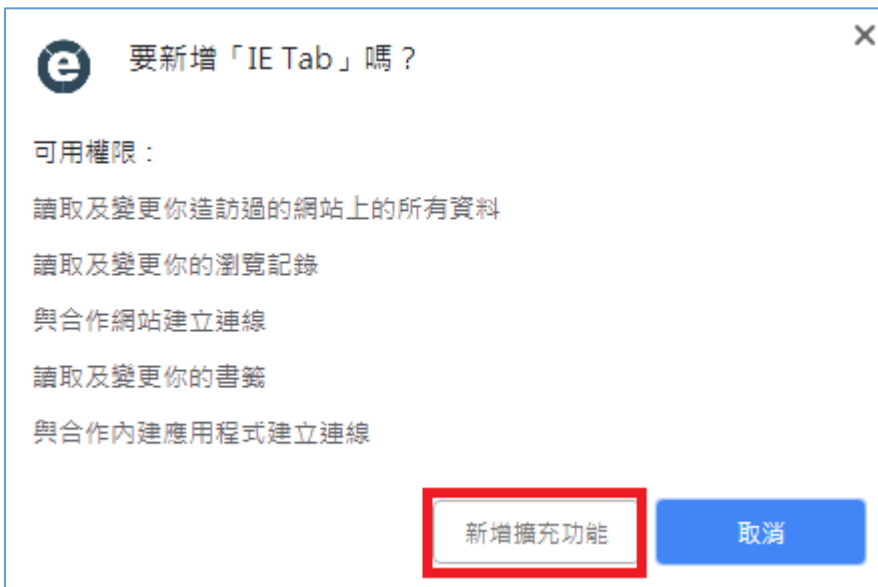 要新增「IE Tab」嗎？
可用權限：
讀取及變更你造訪過的網站上的所有資料
讀取及變更你的瀏覽記錄
與合作網站建立連線
讀取及變更你的書籤
與合作內建應用程式建立連線
新增擴充功能 取消